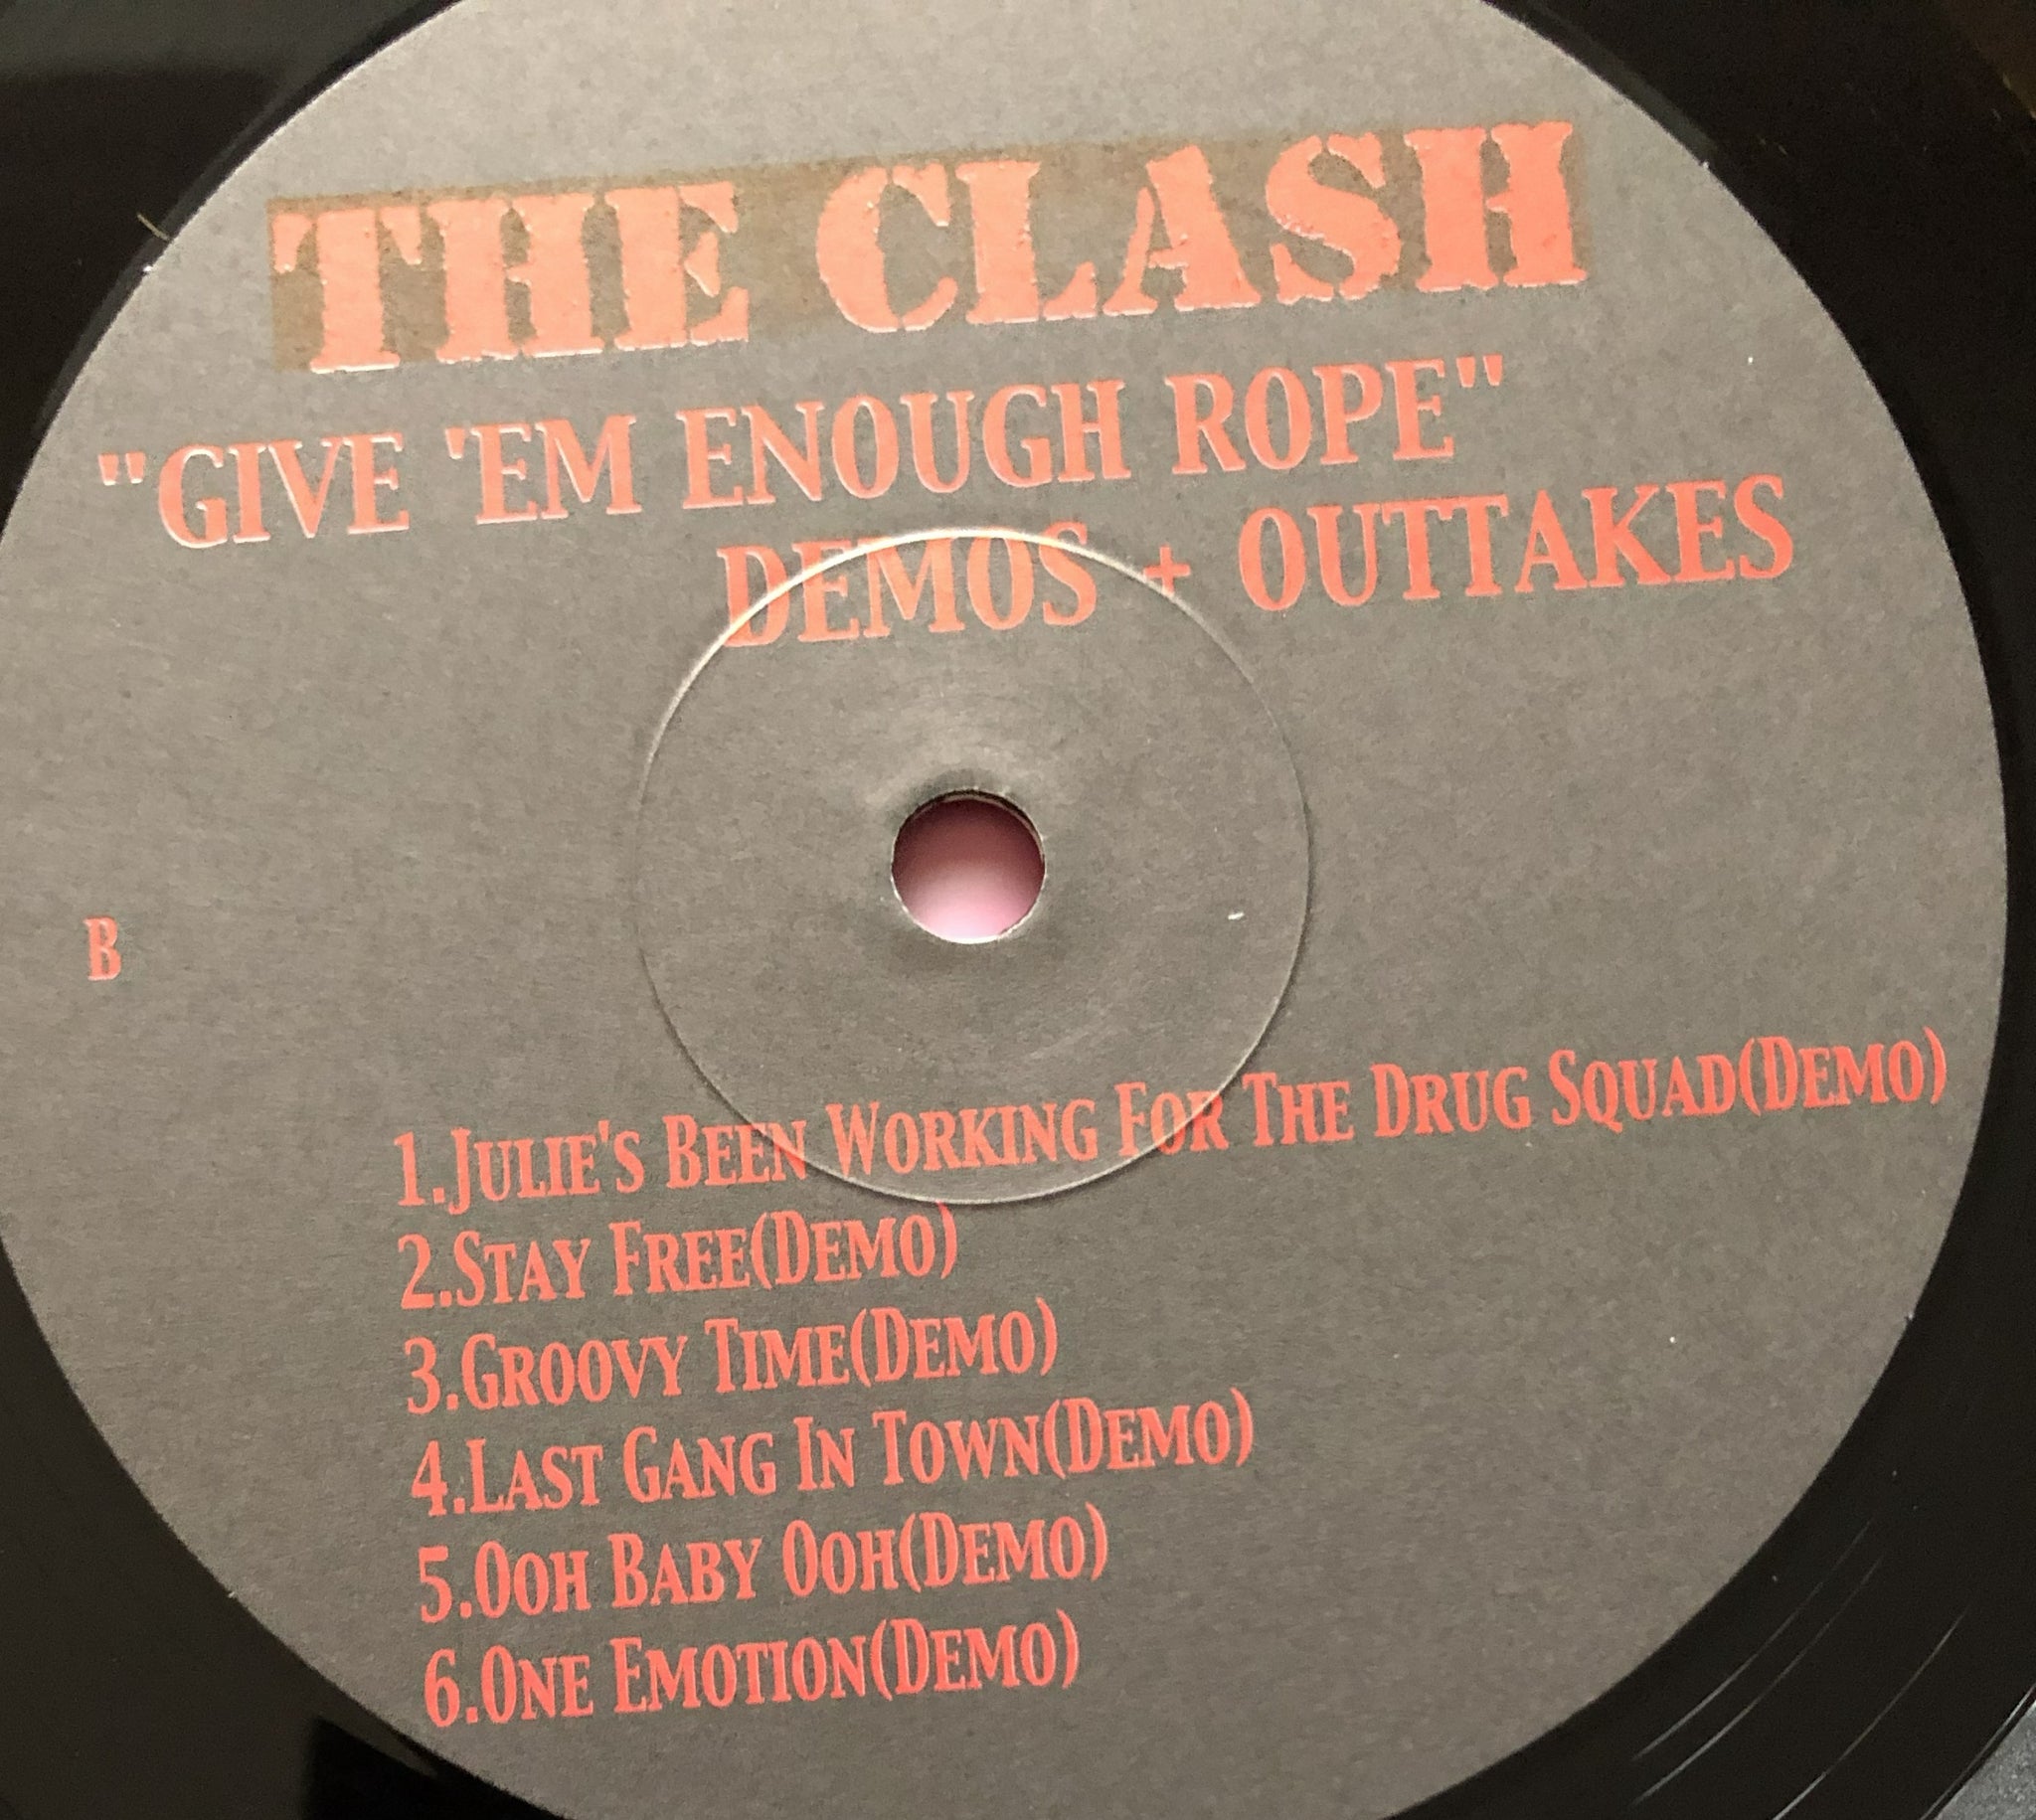 THE CLASH
"GIVE 'EM ENOUGH ROPE"
DEMOS + OUTTAKES
B
1.JULIE'S BEEN WORKING FOR THE DRUG SQUAD(DEMO)
2.STAY FREE(DEMO)
3.GROOVY TIME(DEMO)
4.LAST GANG IN TOWN(DEMO)
5.OOH BABY OOH(DEMO)
6.ONE EMOTION(DEMO)